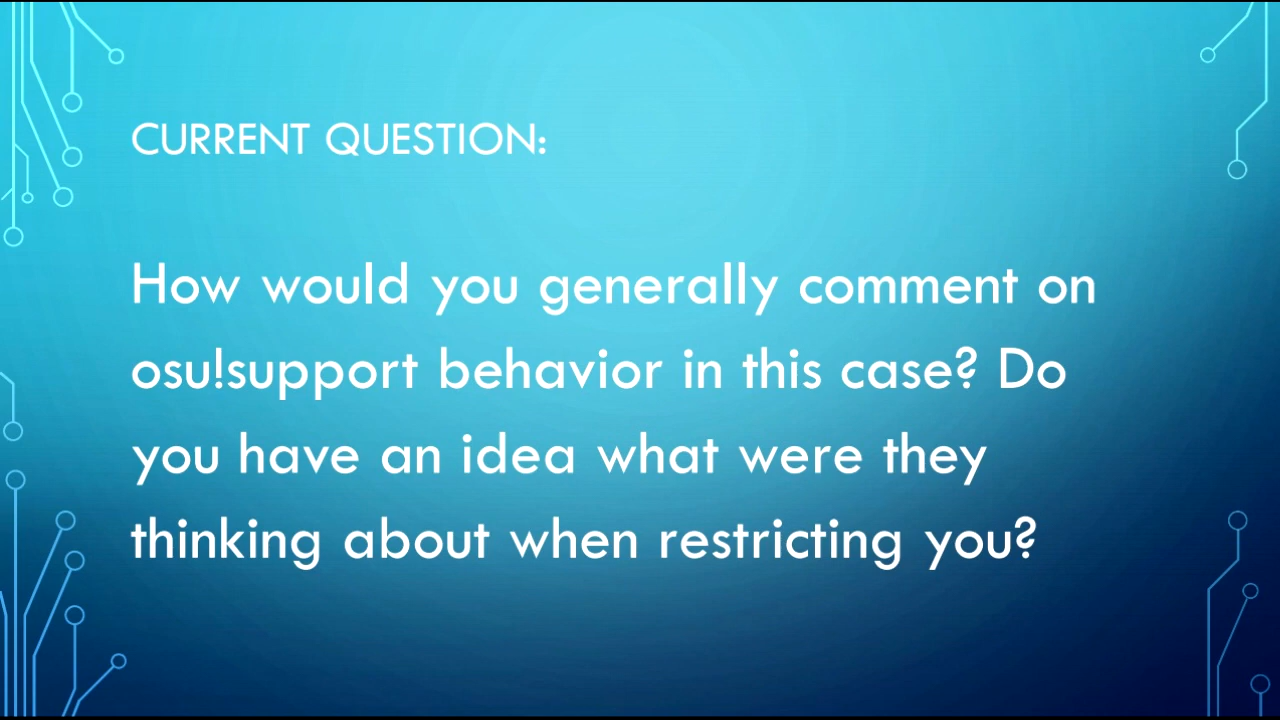 CURRENT QUESTION:
How would you generally comment on
osu!support behavior in this case? Do
you have an idea what were they
thinking about when restricting you?